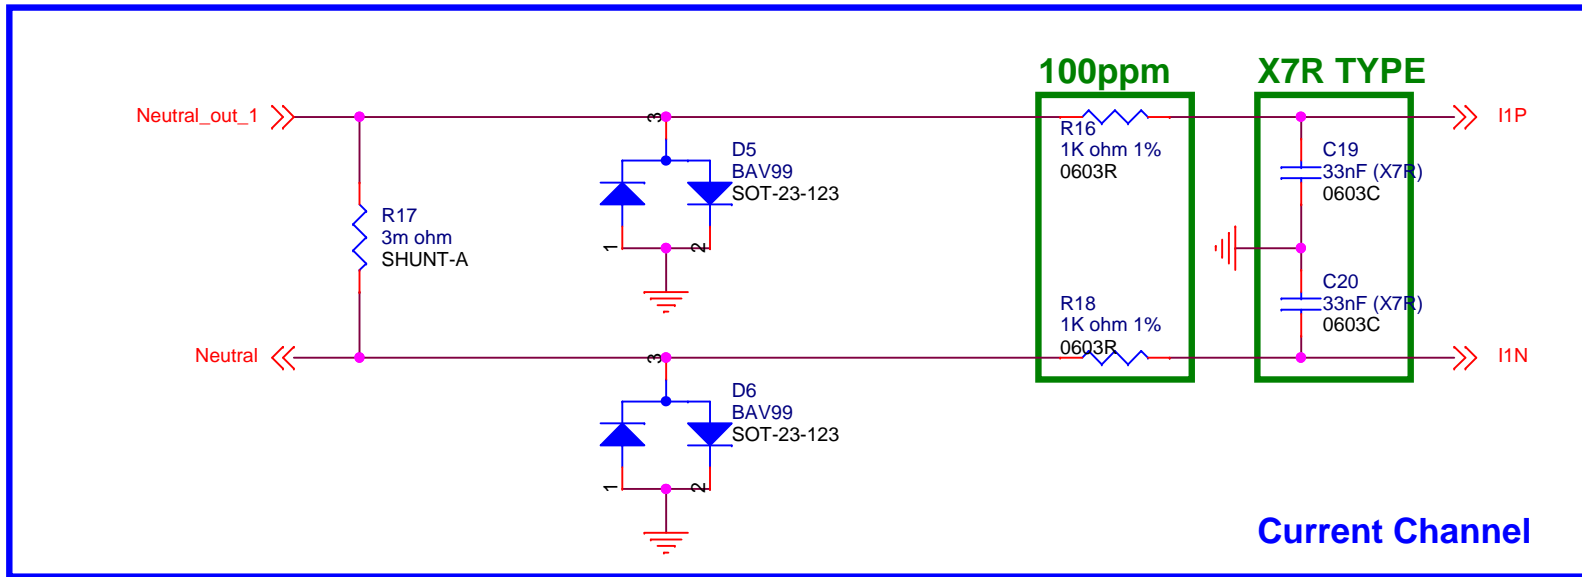 100ppm
X7R TYPE
Neutral_out_1
3
R16
1K ohm 1%
0603R
I1P
D5
BAV99
SOT-23-123
C19
33nF (X7R)
0603C
R17
3m ohm
SHUNT-A
1
2
C20
33nF (X7R)
0603C
R18
1K ohm 1%
0603R
Neutral
3
I1N
D6
BAV99
SOT-23-123
1
2
Current Channel